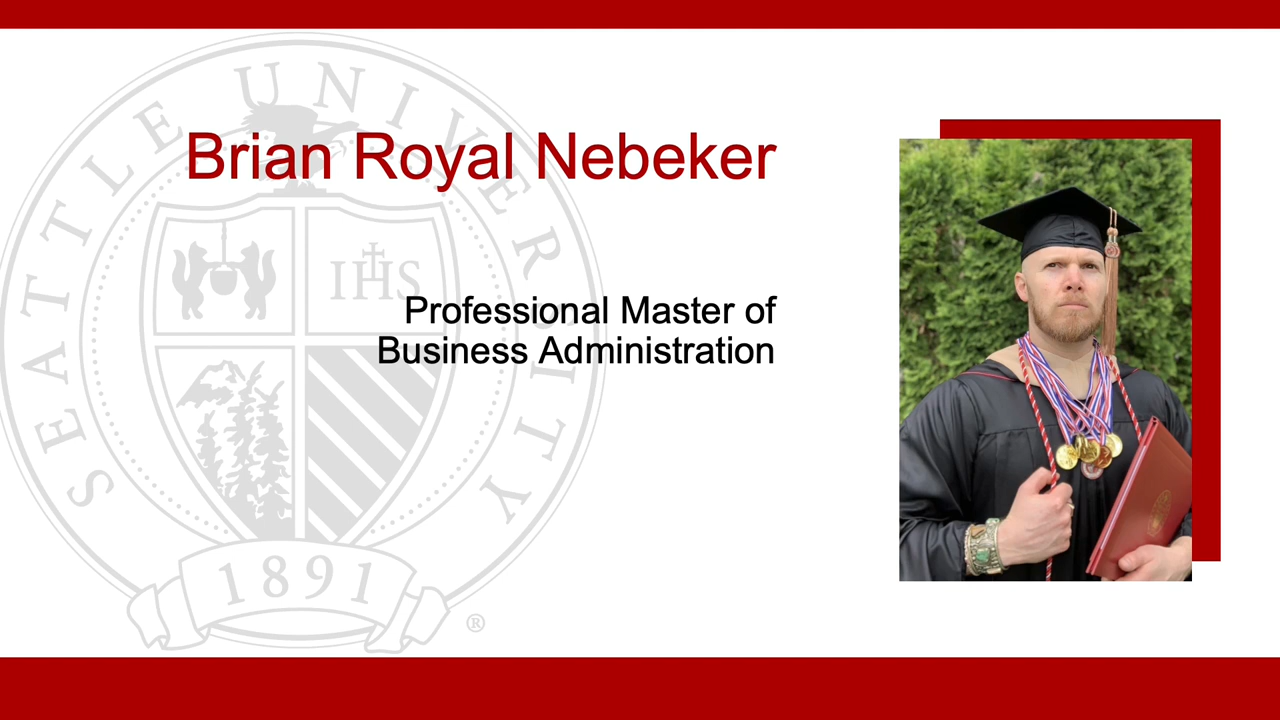 SEATTLE UNIVERSITY
Brian Royal Nebeker
IHS
Professional Master of
Business Administration
1891
®